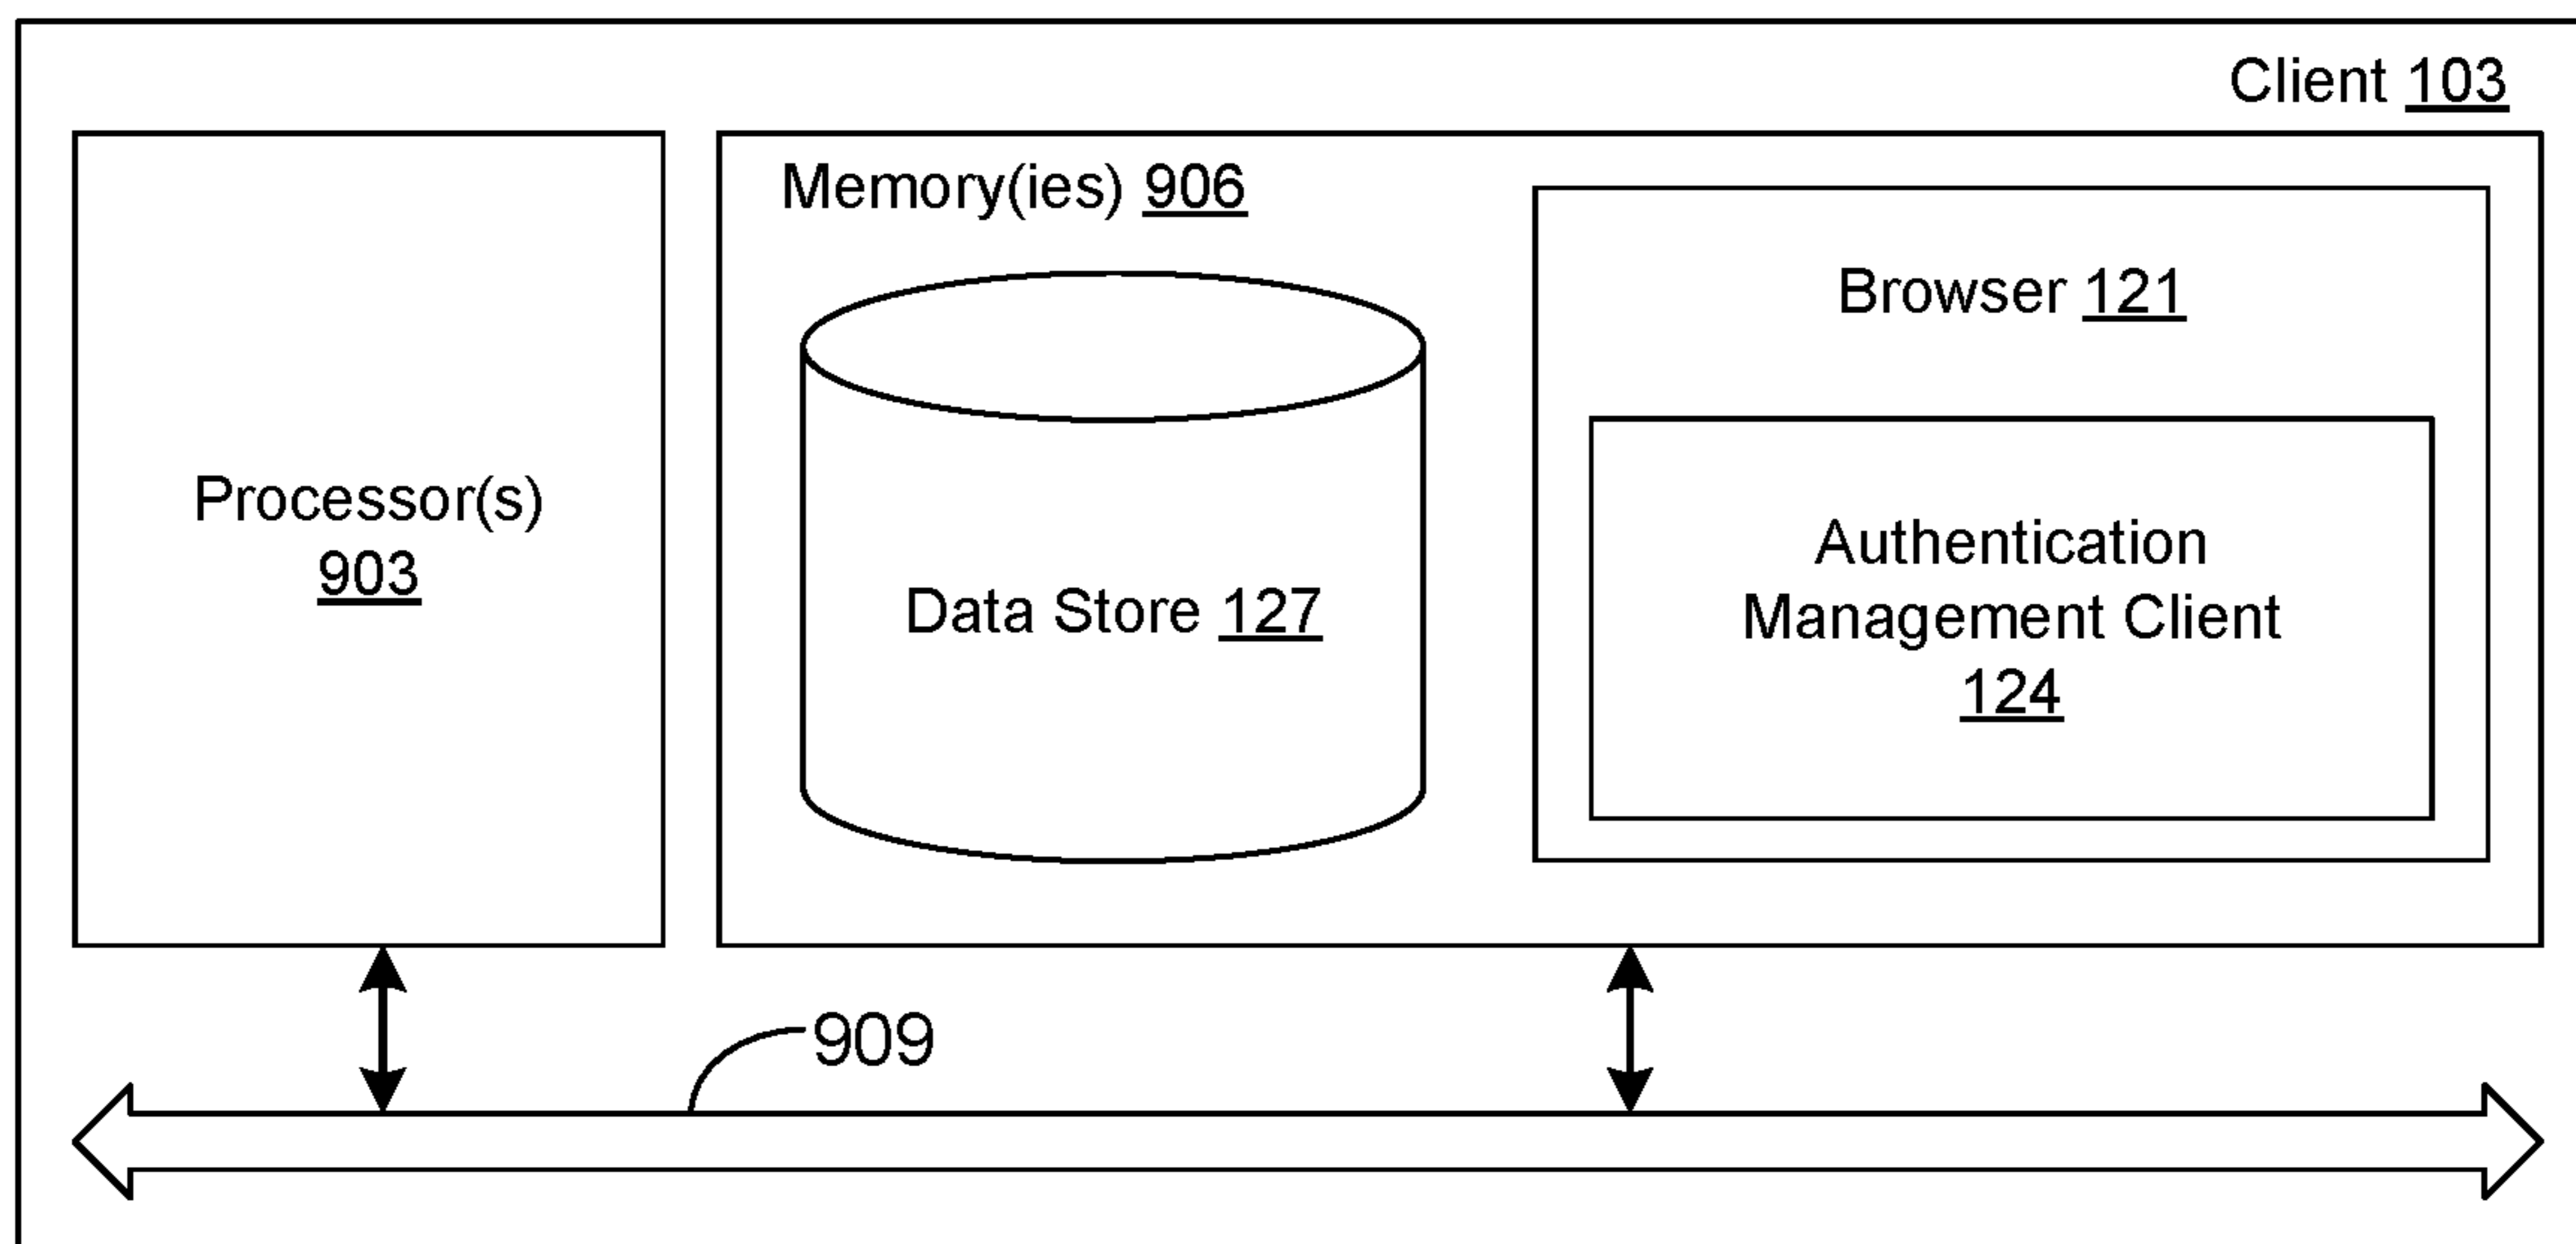 Client 103
Memory(ies) 906
Browser 121
Processor(s)
903
Data Store 127
Authentication
Management Client
124
909